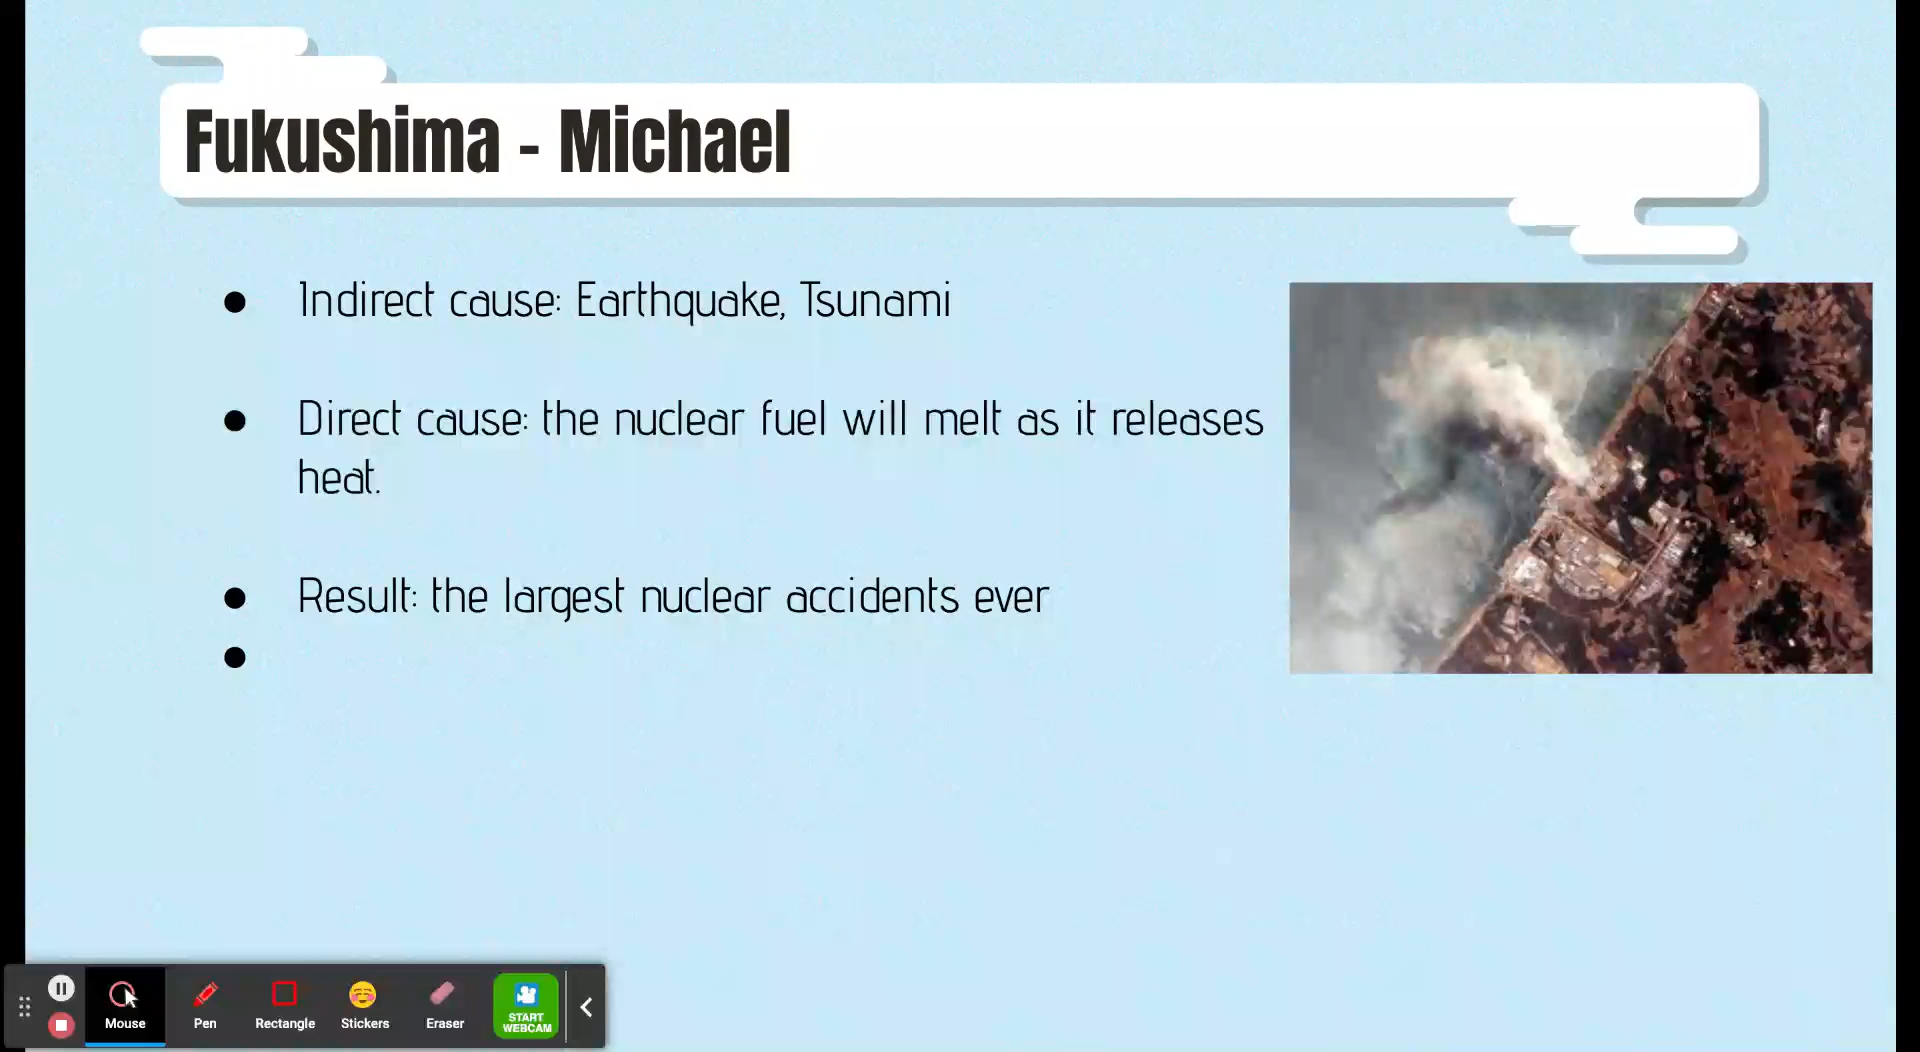 Fukushima - Michael
● Indirect cause: Earthquake, Tsunami
● Direct cause: the nuclear fuel will melt as it releases
heat.
● Result: the largest nuclear accidents ever
●
Mouse
Pen
Rectangle
Stickers
Eraser
START
WEBCAM